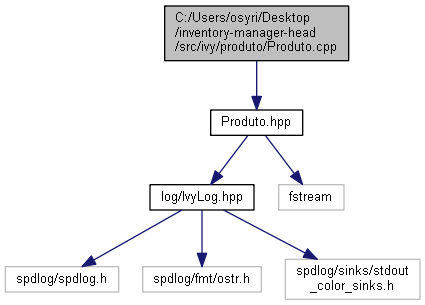 C:/Users/osyri/Desktop
/inventory-manager-head
/src/ivy/produto/Produto.cpp
Produto.hpp
log/IvyLog.hpp
fstream
spdlog/spdlog.h
spdlog/fmt/ostr.h
spdlog/sinks/stdout
_color_sinks.h